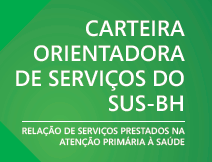 CARTEIRA
ORIENTADORA
DE SERVIÇOS DO
SUS-BH
RELAÇÃO DE SERVIÇOS PRESTADOS NA
ATENÇÃO PRIMÁRIA À SAÚDE